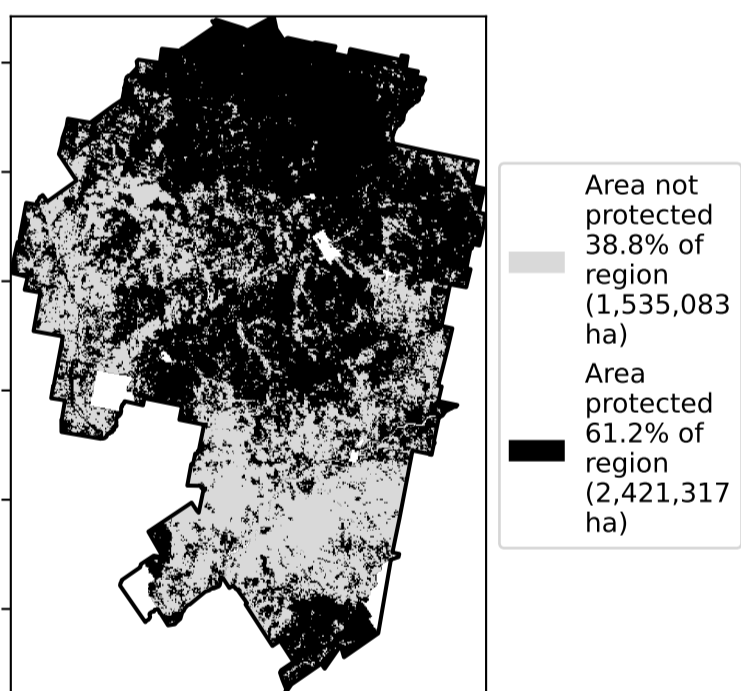 Area not
protected
38.8% of
region
(1,535,083
ha)
Area
protected
61.2% of
region
(2,421,317
ha)